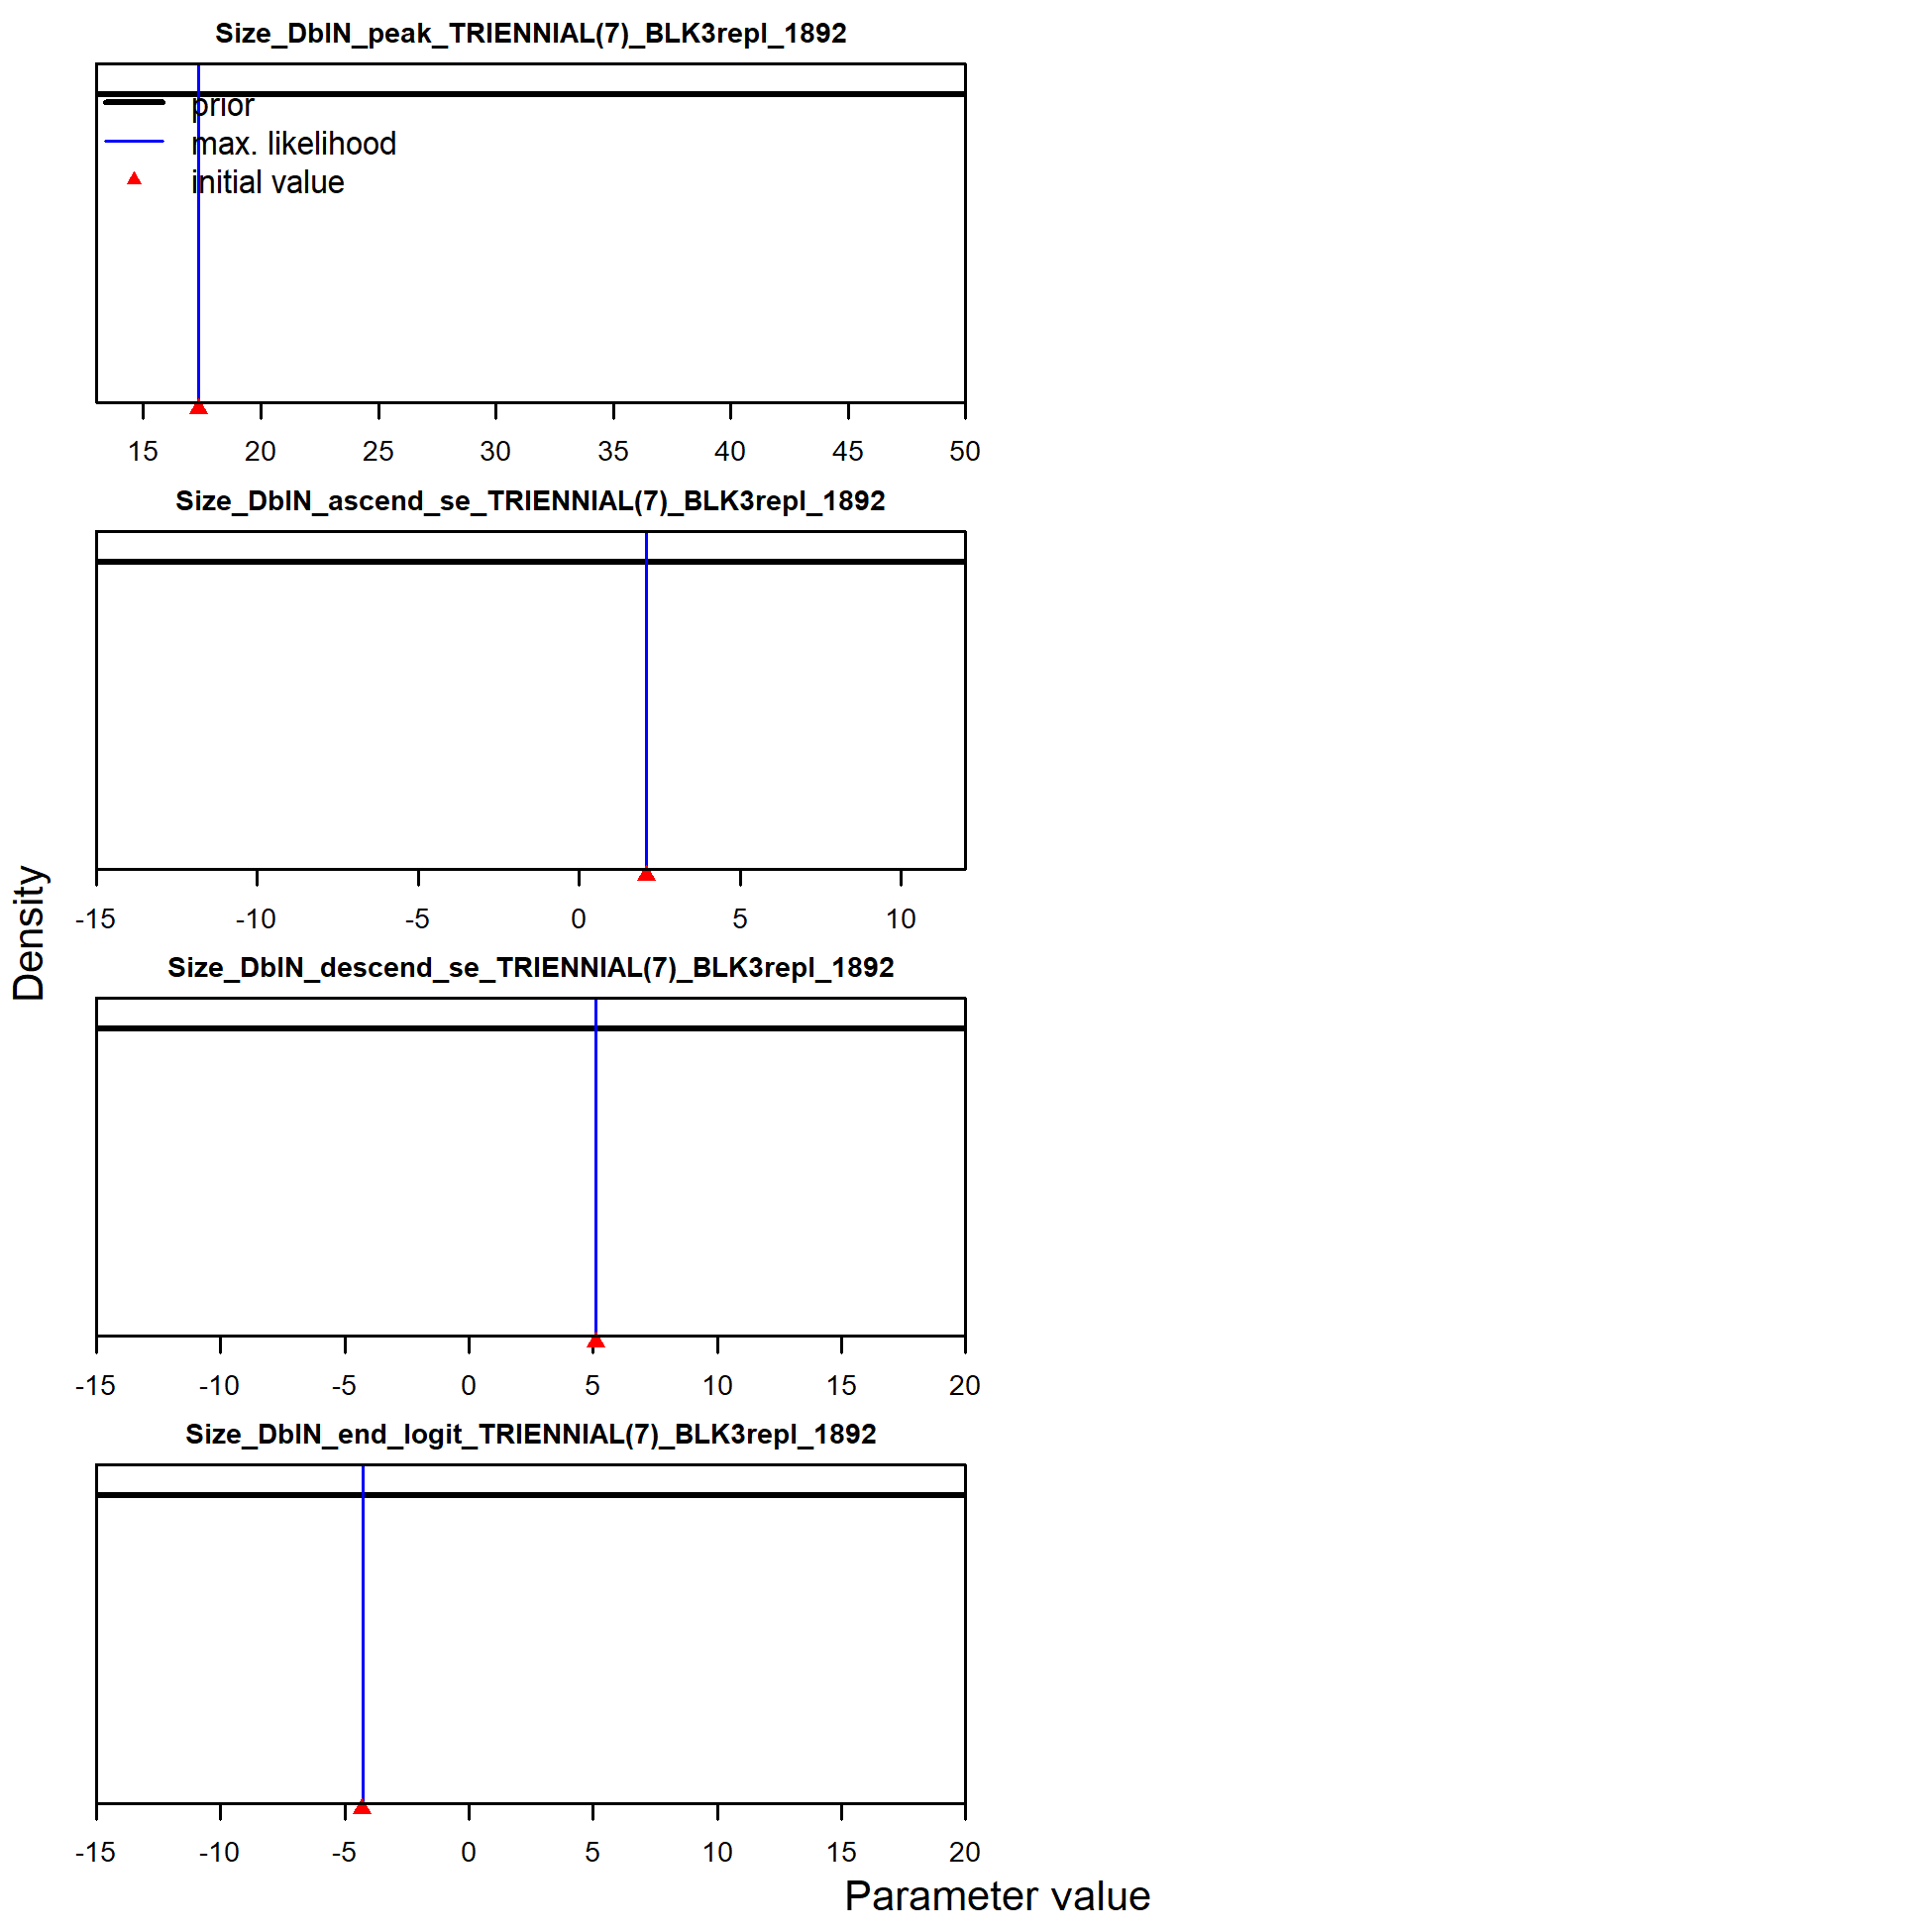 Size_DblN_peak_TRIENNIAL(7)_BLK3repl_1892
prior
max. likelihood
initial value
15 20 25 30 35 40 45 50
Size_DblN_ascend_se_TRIENNIAL(7)_BLK3repl_1892
-15 -10 -5 0 5 10
Density
Size_DblN_descend_se_TRIENNIAL(7)_BLK3repl_1892
-15 -10 -5 0 5 10 15 20
Size_DblN_end_logit_TRIENNIAL(7)_BLK3repl_1892
-15 -10 -5 0 5 10 15 20
Parameter value